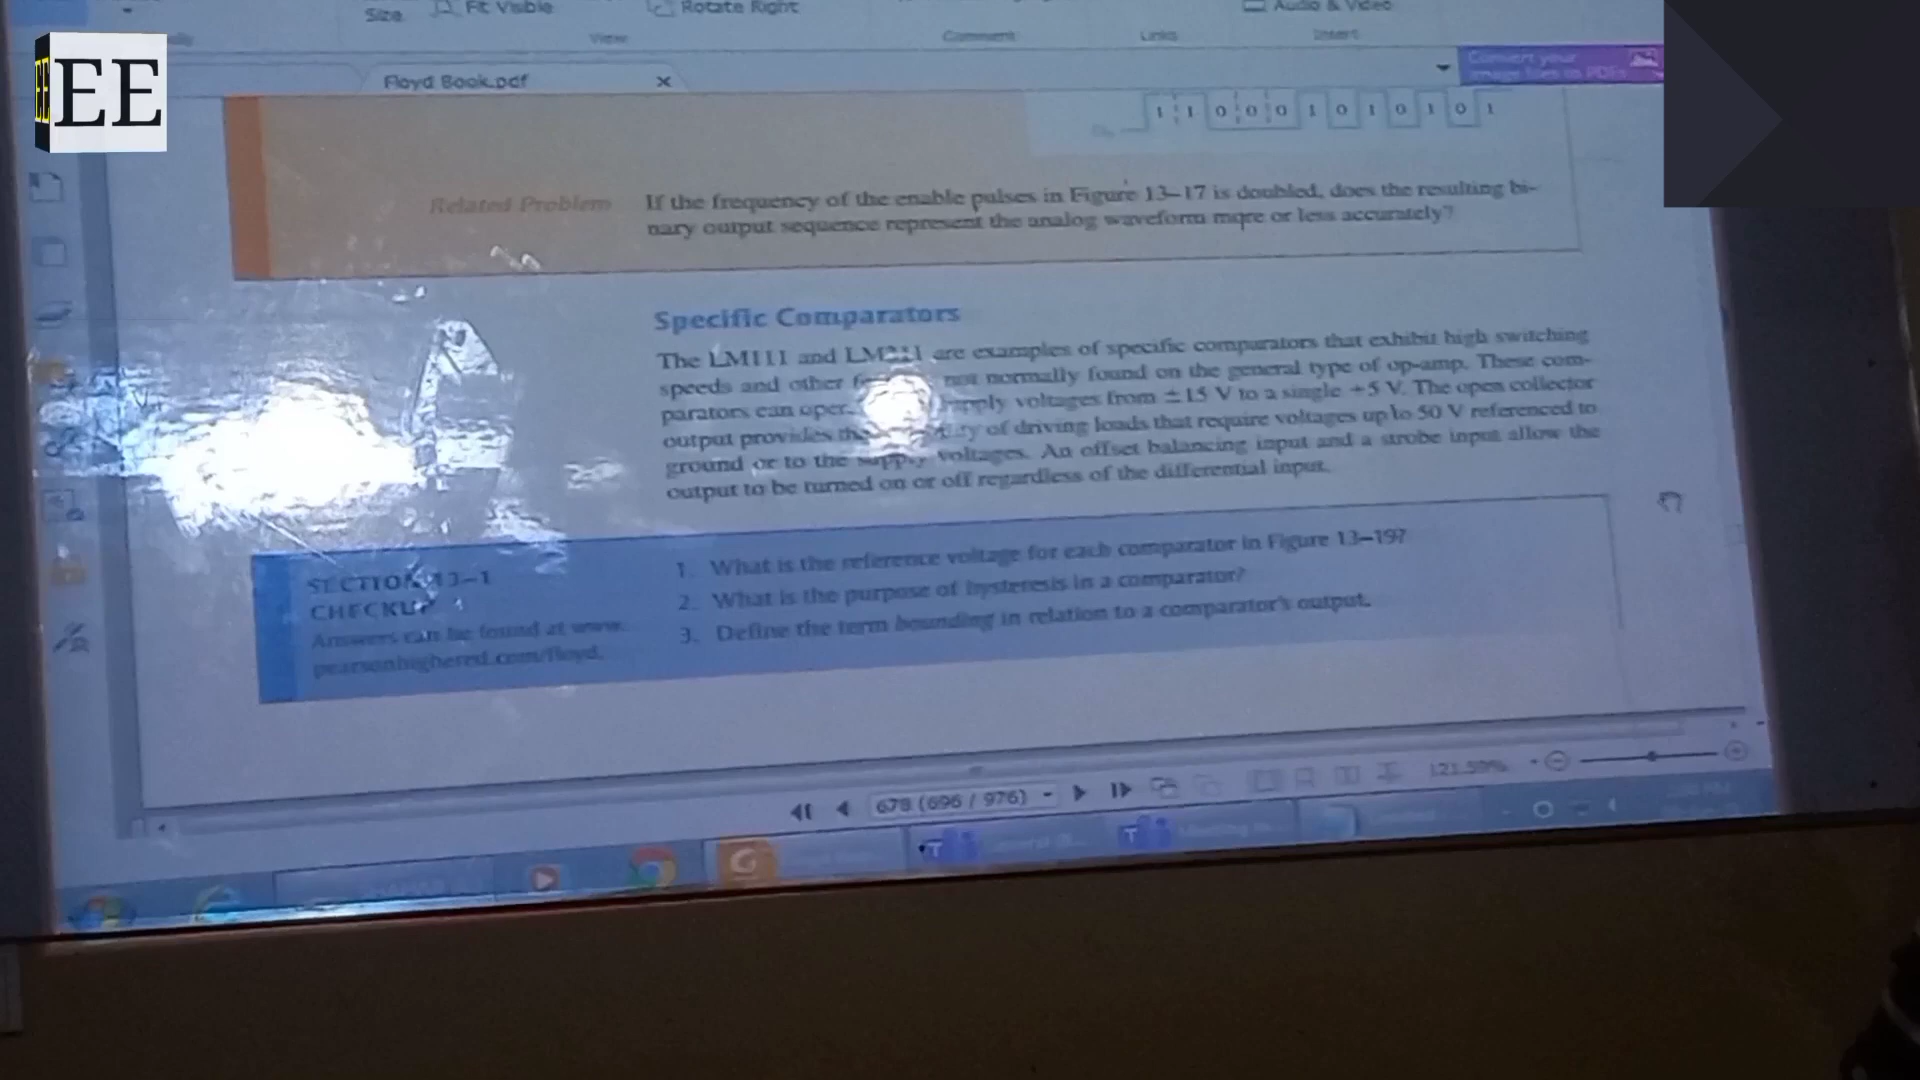 Size
Fit Visible
Rotate Right
Audio & Video
View
Comment
Links
Insert
EE
Floyd Book.pdf
Convert your
image files to PDFs
1 1 0 0 0 1 0 1 0 1 0 1
Related Problem
If the frequency of the enable pulses in Figure 13–17 is doubled, does the resulting bi-
nary output sequence represent the analog waveform more or less accurately?
Specific Comparators
The LM111 and are examples of specific comparators that exhibit high switching
speeds and other not normally found on the general type of op-amp. These com-
parators can voltages from ±15 V to a single +5 V. The open collector
output provides of driving loads that require voltages up to 50 V referenced to
ground or to the supply voltages. An offset balancing input and a strobe input allow the
output to be turned on or off regardless of the differential input.
SECTION 13–1
CHECKUP
Answers can be found at www.
pearsonhighered.com/floyd.
1. What is the reference voltage for each comparator in Figure 13–19?
2. What is the purpose of hysteresis in a comparator?
3. Define the term bounding in relation to a comparator's output.
678 (696 / 976)
121.59%